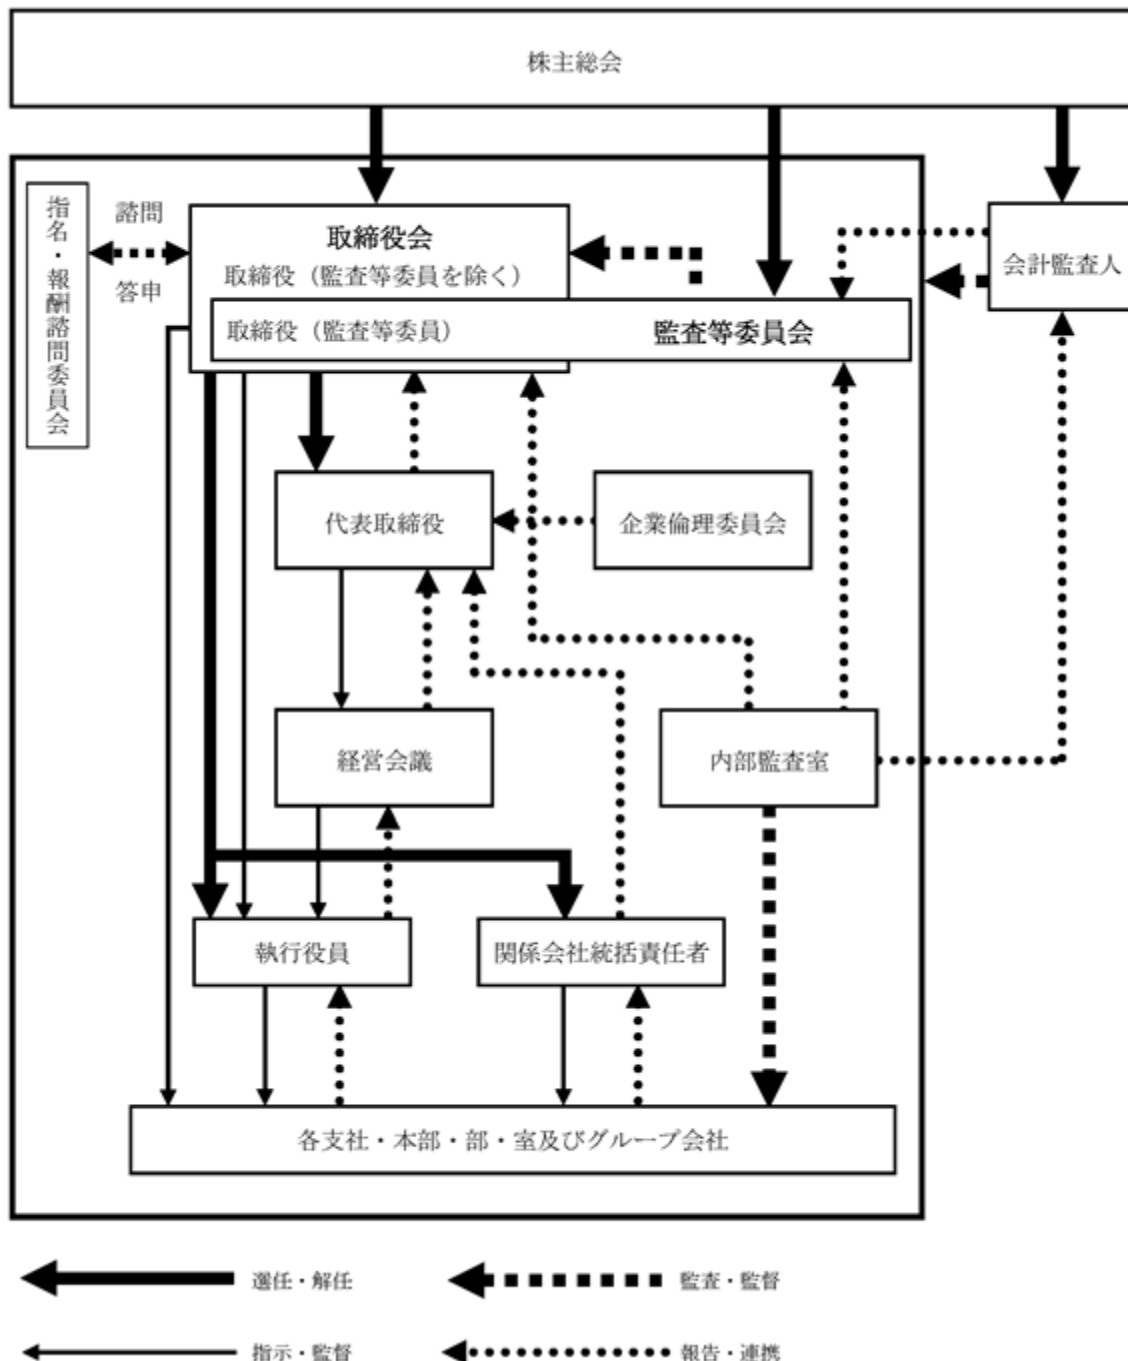 株主総会
指名・報酬諮問委員会
諮問
答申
取締役会
取締役（監査等委員を除く）
取締役（監査等委員）
監査等委員会
会計監査人
代表取締役
企業倫理委員会
経営会議
内部監査室
執行役員
関係会社統括責任者
各支社・本部・部・室及びグループ会社
選任・解任
監査・監督
指示・監督
報告・連携